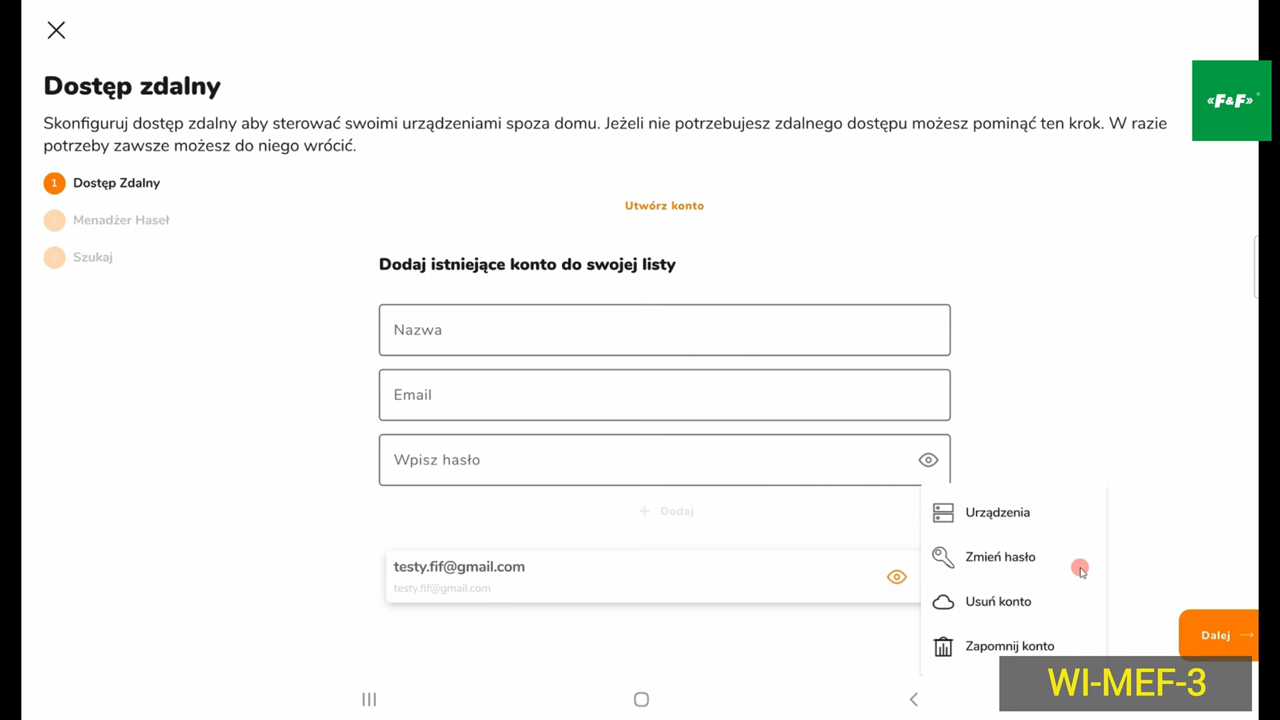 Dostęp zdalny
«F&F»
Skonfiguruj dostęp zdalny aby sterować swoimi urządzeniami spoza domu. Jeżeli nie potrzebujesz zdalnego dostępu możesz pominąć ten krok. W razie
potrzeby zawsze możesz do niego wrócić.
1 Dostęp Zdalny
Menadżer Haseł
Szukaj
Utwórz konto
Dodaj istniejące konto do swojej listy
Nazwa
Email
Wpisz hasło
+ Dodaj
testy.fif@gmail.com
testy.fif@gmail.com
Urządzenia
Zmień hasło
Usuń konto
Zapomnij konto
Dalej →
WI-MEF-3